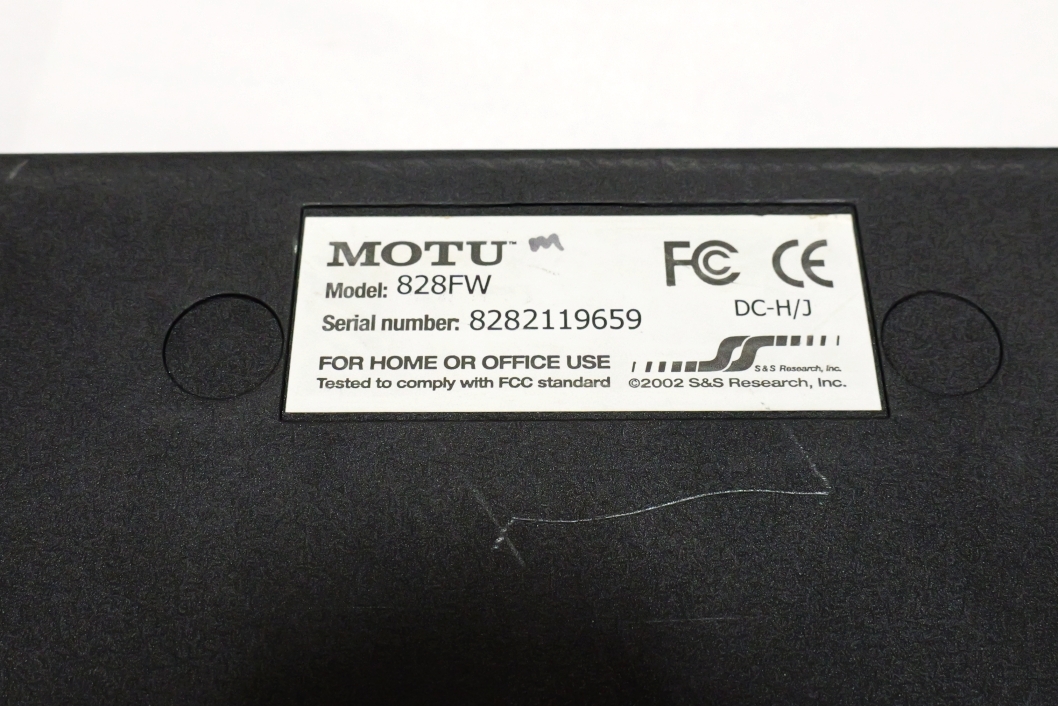 MOTU™ m
Model: 828FW
Serial number: 8282119659
FOR HOME OR OFFICE USE
Tested to comply with FCC standard
FC CE
DC-H/J
S&S Research, Inc.
©2002 S&S Research, Inc.